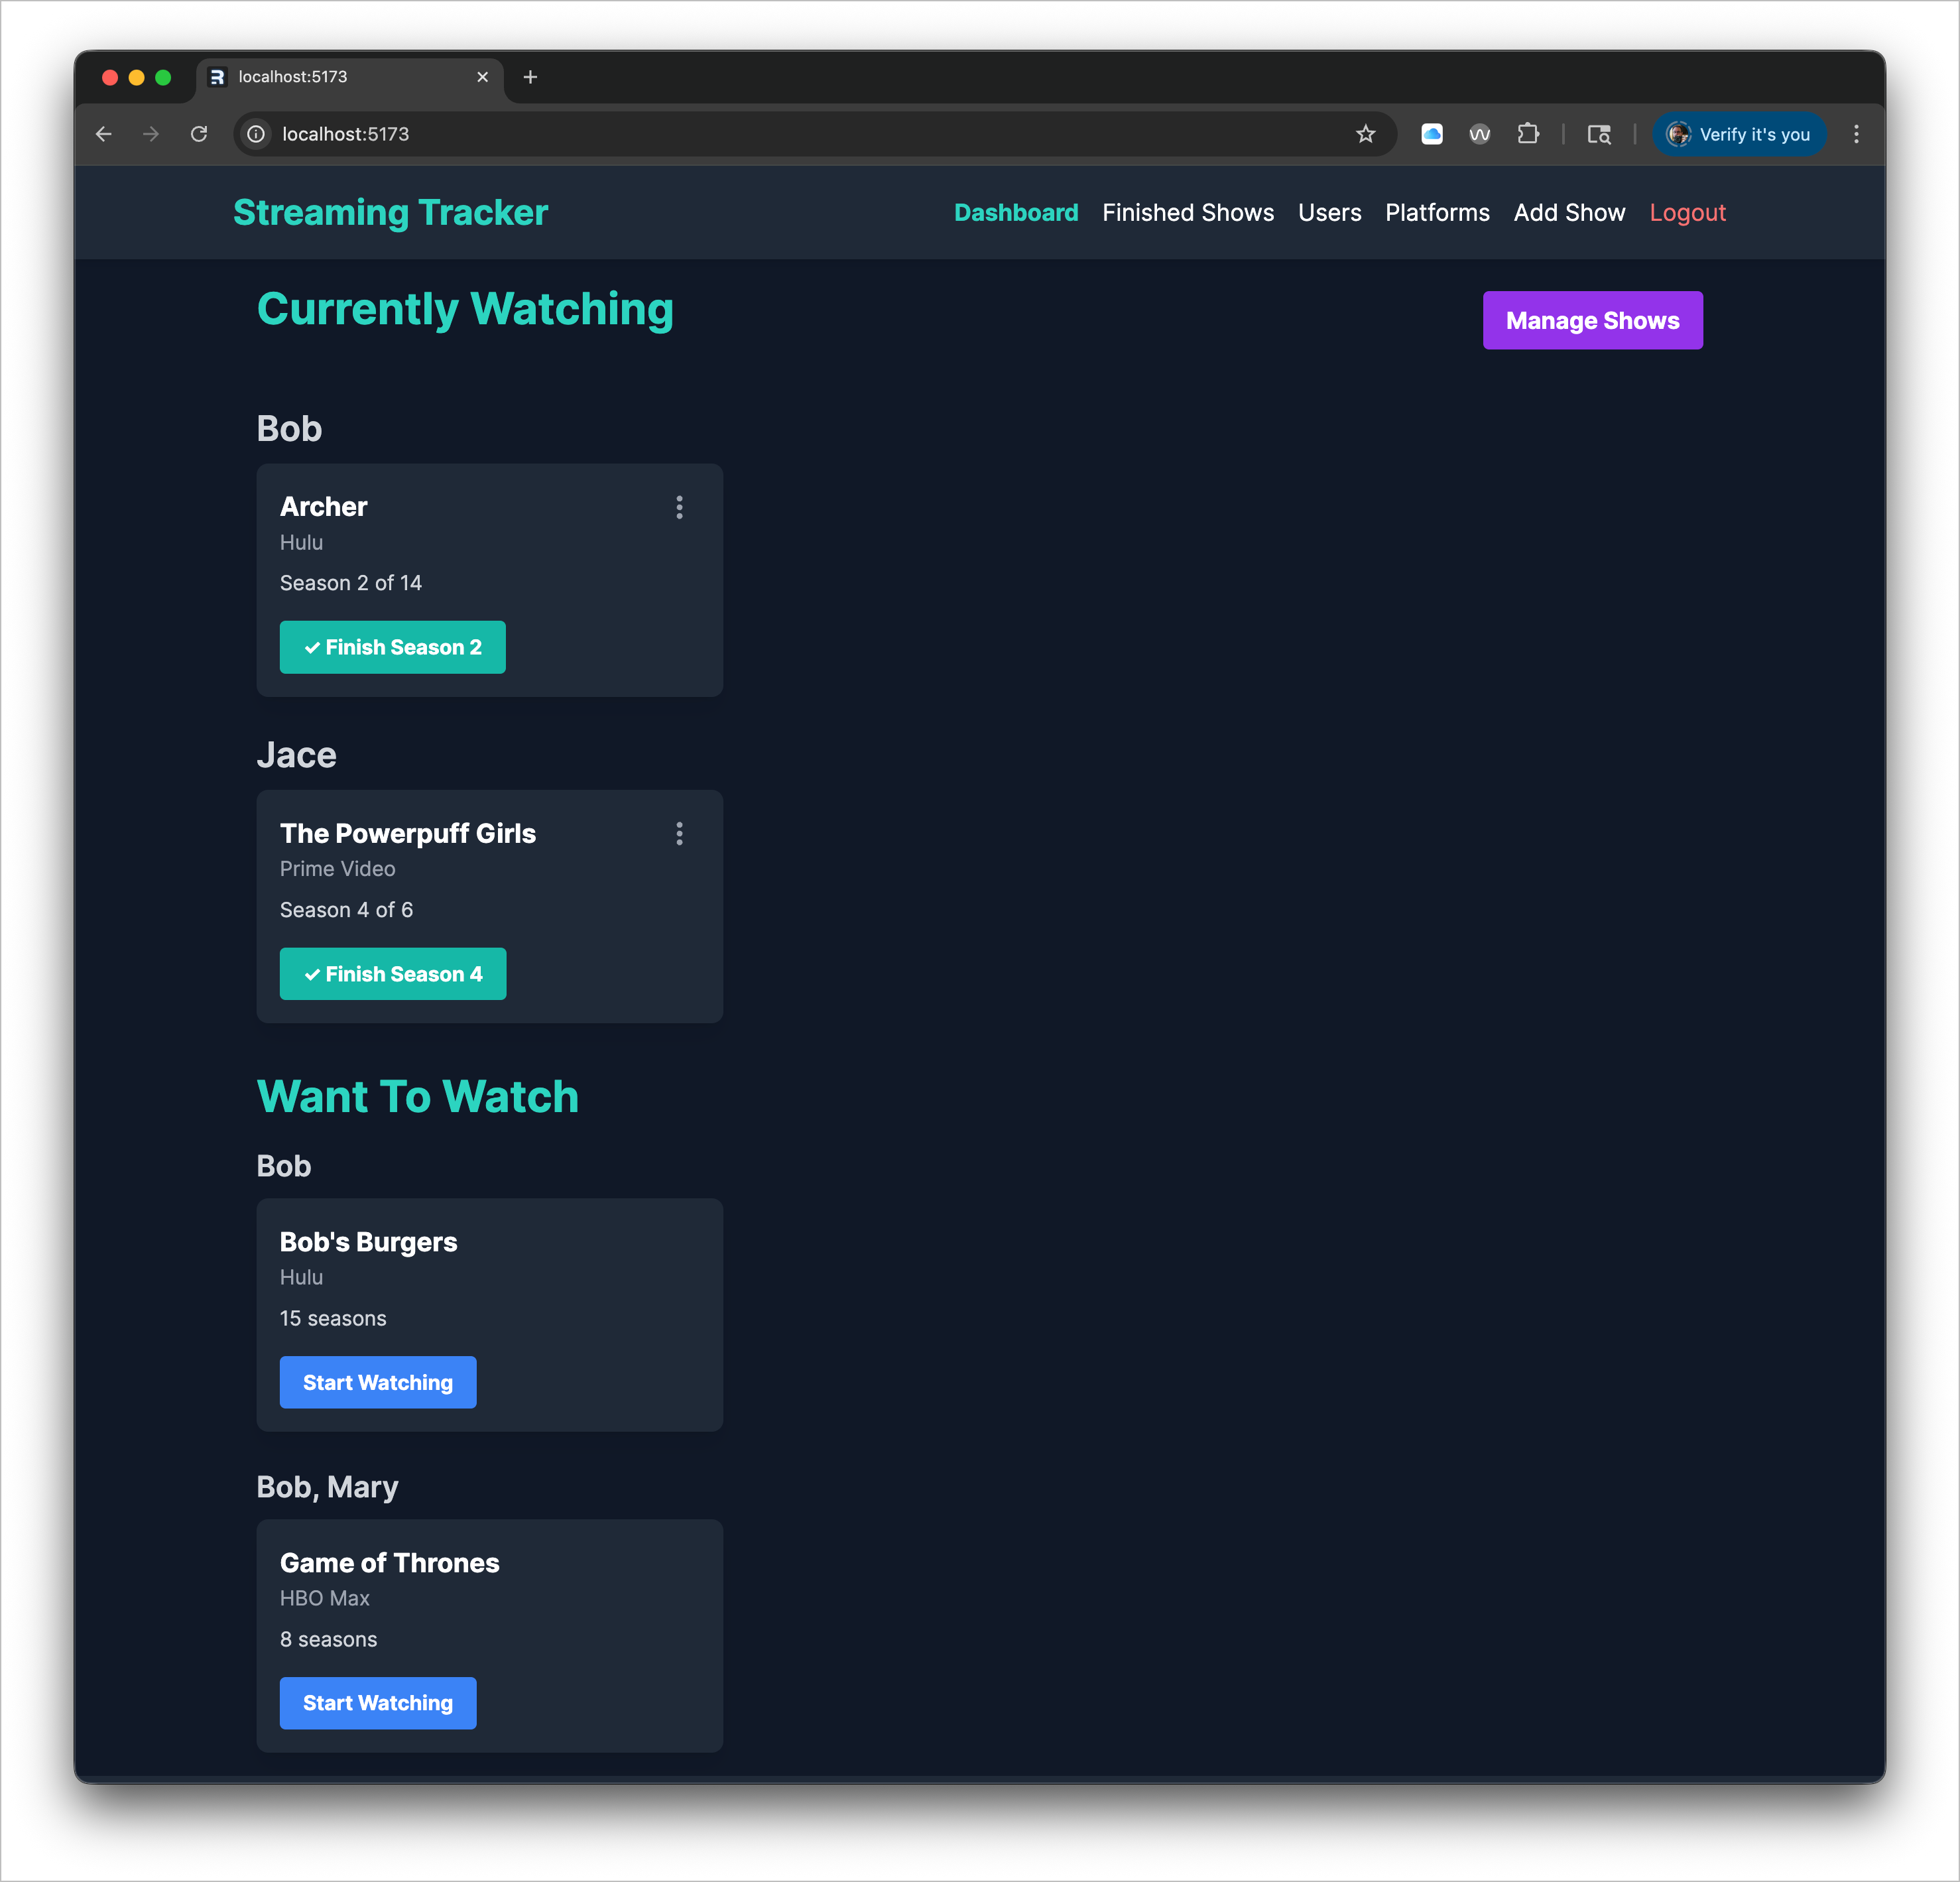 localhost:5173
localhost:5173
Verify it's you
Streaming Tracker
Dashboard Finished Shows Users Platforms Add Show Logout
Currently Watching
Manage Shows
Bob
Archer
Hulu
Season 2 of 14
✓ Finish Season 2
Jace
The Powerpuff Girls
Prime Video
Season 4 of 6
✓ Finish Season 4
Want To Watch
Bob
Bob's Burgers
Hulu
15 seasons
Start Watching
Bob, Mary
Game of Thrones
HBO Max
8 seasons
Start Watching